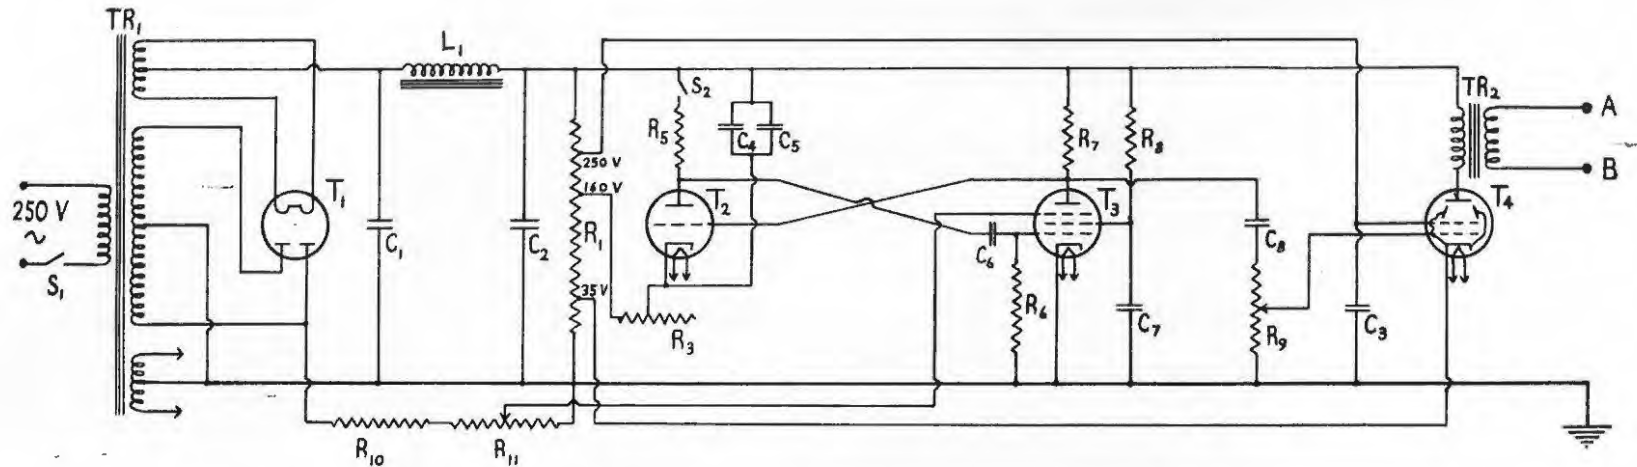 TR1
L1
S2
C4
C5
R5
R7
R8
TR2
A
B
250 V
160 V
250 V
~
S1
T1
C1
C2
R1
T2
T3
T4
C6
C8
35 V
R3
R6
C7
R9
C3
R10
R11